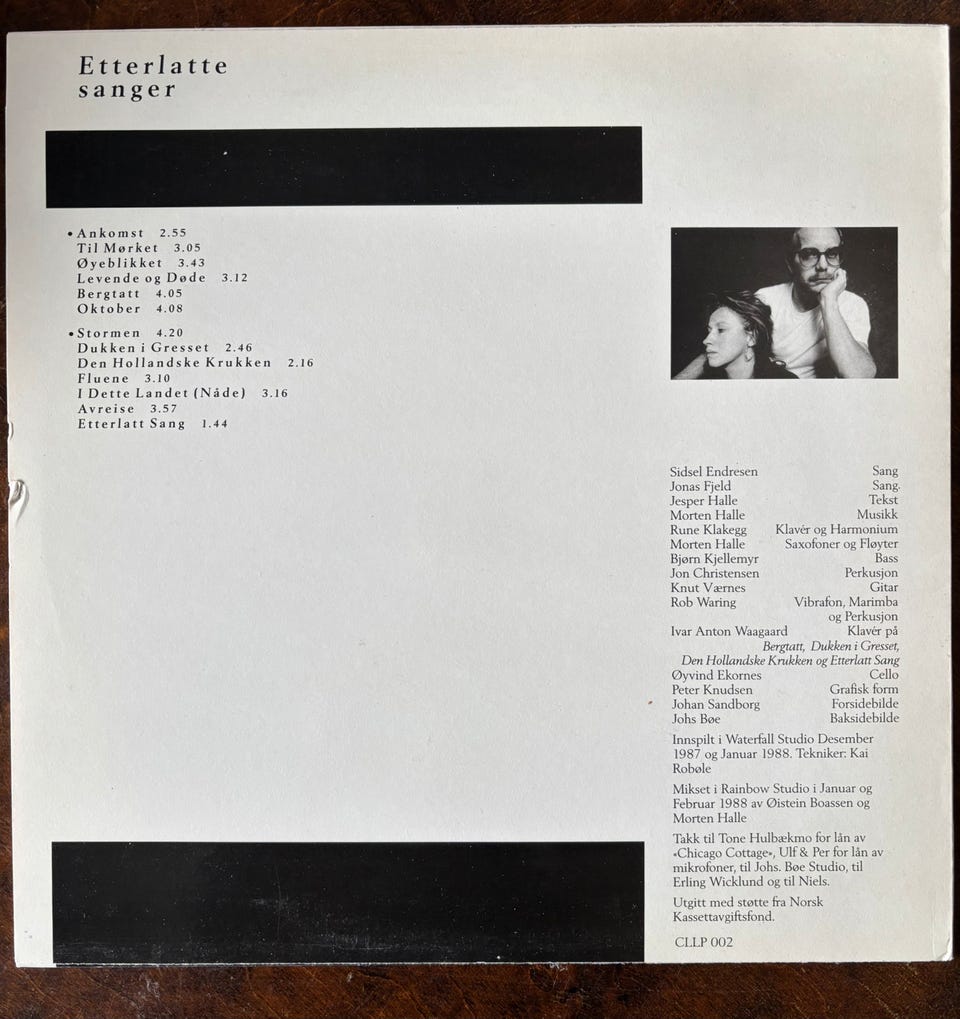 Etterlatte
sanger
• Ankomst 2.55
Til Mørket 3.05
Øyeblikket 3.43
Levende og Døde 3.12
Bergtatt 4.05
Oktober 4.08
• Stormen 4.20
Dukken i Gresset 2.46
Den Hollandske Krukken 2.16
Fluene 3.10
I Dette Landet (Nåde) 3.16
Avreise 3.57
Etterlatt Sang 1.44
Sidsel Endresen Sang
Jonas Fjeld Sang.
Jesper Halle Tekst
Morten Halle Musikk
Rune Klakegg Klavér og Harmonium
Morten Halle Saxofoner og Fløyter
Bjørn Kjellemyr Bass
Jon Christensen Perkusjon
Knut Værnes Gitar
Rob Waring Vibrafon, Marimba
og Perkusjon
Ivar Anton Waagaard Klavér på
Bergtatt, Dukken i Gresset,
Den Hollandske Krukken og Etterlatt Sang
Øyvind Ekornes Cello
Peter Knudsen Grafisk form
Johan Sandborg Forsidebilde
Johs Bøe Baksidebilde
Innspilt i Waterfall Studio Desember
1987 og Januar 1988. Tekniker: Kai
Robøle
Mikset i Rainbow Studio i Januar og
Februar 1988 av Øistein Boassen og
Morten Halle
Takk til Tone Hulbækmo for lån av
«Chicago Cottage», Ulf & Per for lån av
mikrofoner, til Johs. Bøe Studio, til
Erling Wicklund og til Niels.
Utgitt med støtte fra Norsk
Kassettavgiftsfond.
CLLP 002